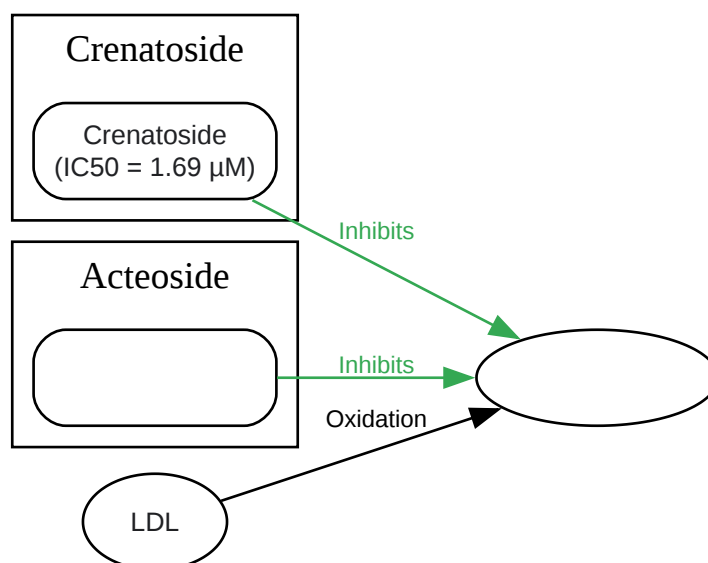 Crenatoside
Crenatoside
(IC50 = 1.69 µM)
Inhibits
Acteoside
Inhibits
Oxidation
LDL